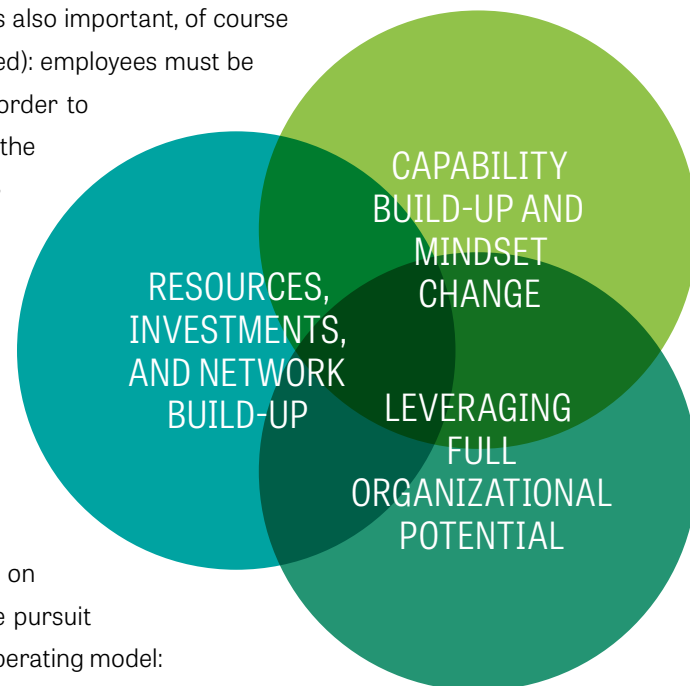 s also important, of course
ed): employees must be
order to
the
CAPABILITY
BUILD-UP AND
MINDSET
CHANGE
RESOURCES,
INVESTMENTS,
AND NETWORK
BUILD-UP
LEVERAGING
FULL
ORGANIZATIONAL
POTENTIAL
on
e pursuit
perating model: